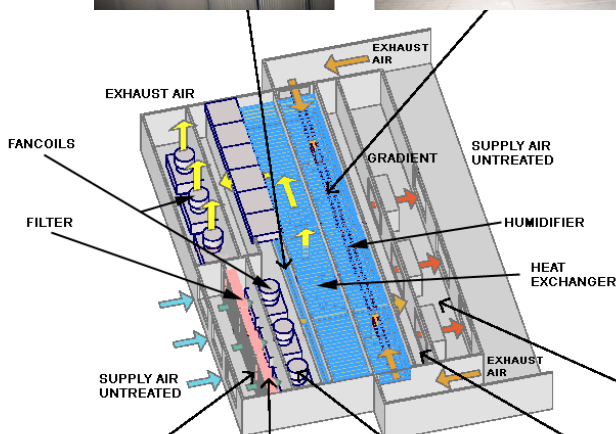 EXHAUST
AIR
EXHAUST AIR
FANCOILS
GRADIENT
SUPPLY AIR
UNTREATED
FILTER
HUMIDIFIER
HEAT
EXCHANGER
SUPPLY AIR
UNTREATED
EXHAUST
AIR